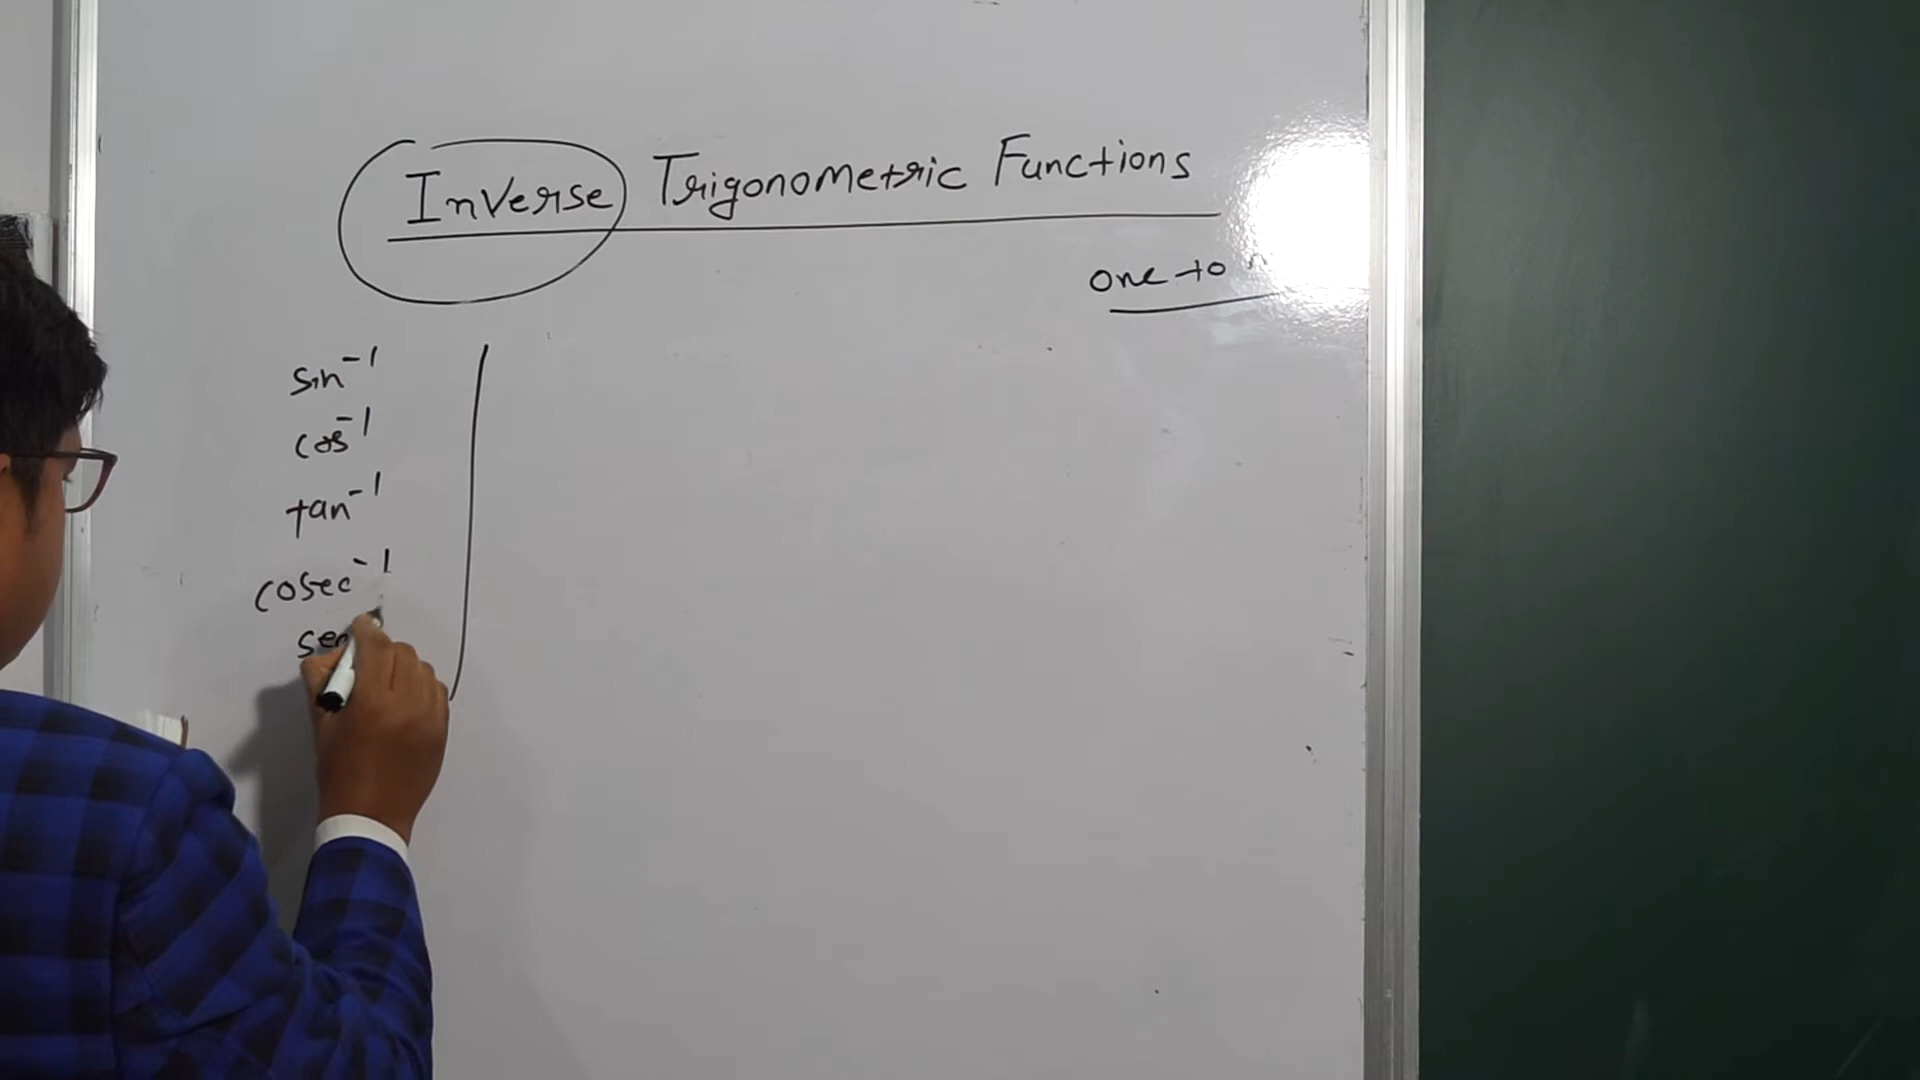 Inverse Trigonometric Functions
one to
sin⁻¹
cos⁻¹
tan⁻¹
cosec⁻¹